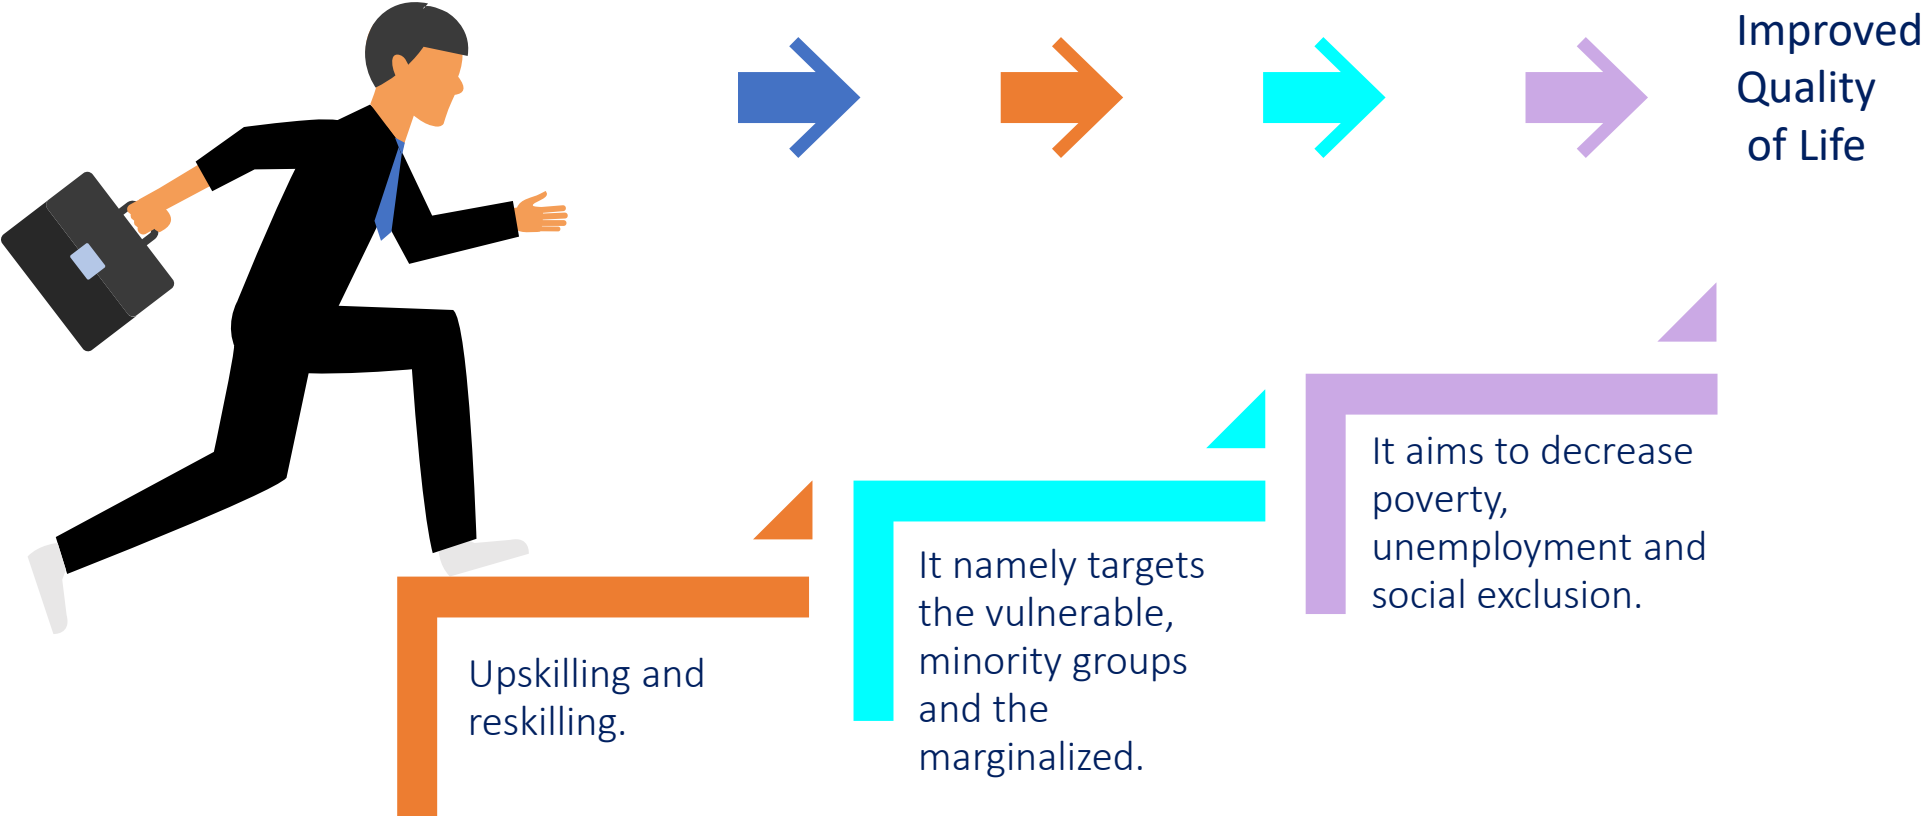 Improved
Quality
of Life
It aims to decrease
poverty,
unemployment and
social exclusion.
It namely targets
the vulnerable,
minority groups
and the
marginalized.
Upskilling and
reskilling.